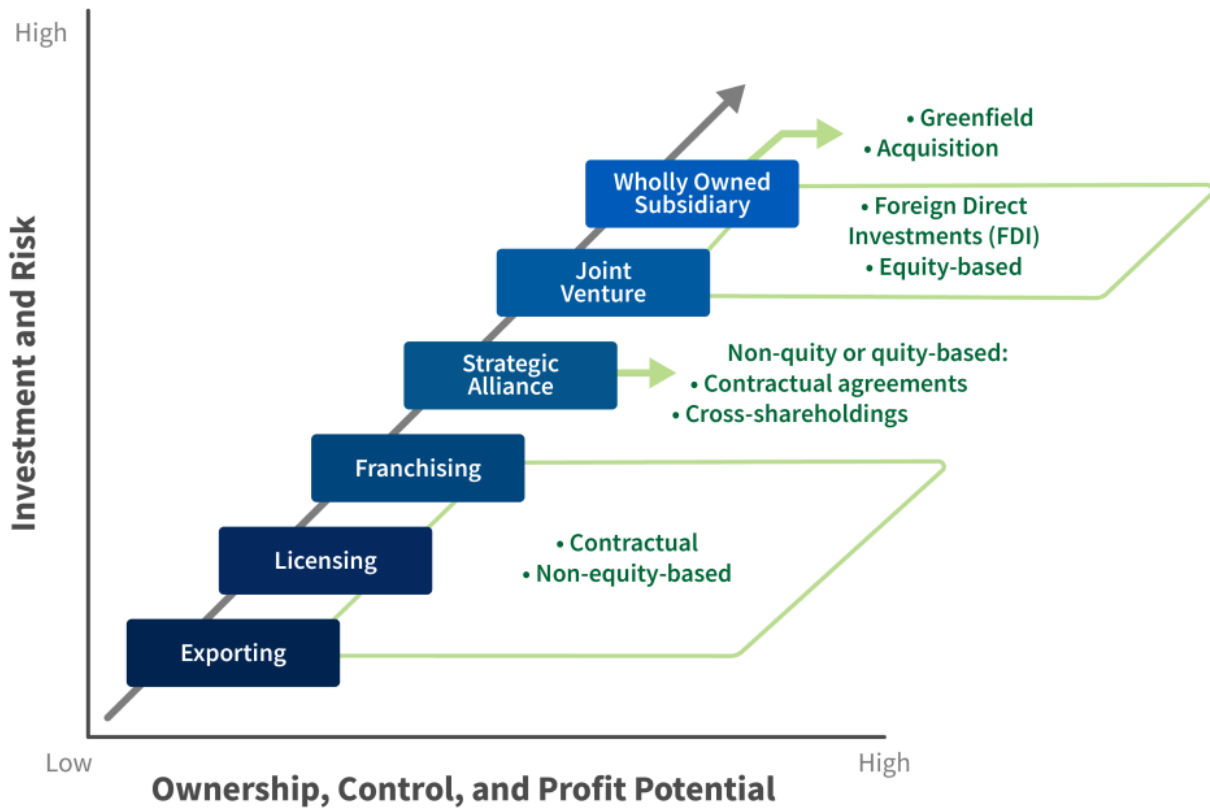 High
• Greenfield
• Acquisition
Wholly Owned
Subsidiary
• Foreign Direct
Investments (FDI)
• Equity-based
Joint
Venture
Non-quity or quity-based:
• Contractual agreements
• Cross-shareholdings
Strategic
Alliance
Franchising
• Contractual
• Non-equity-based
Licensing
Exporting
Investment and Risk
Low
High
Ownership, Control, and Profit Potential